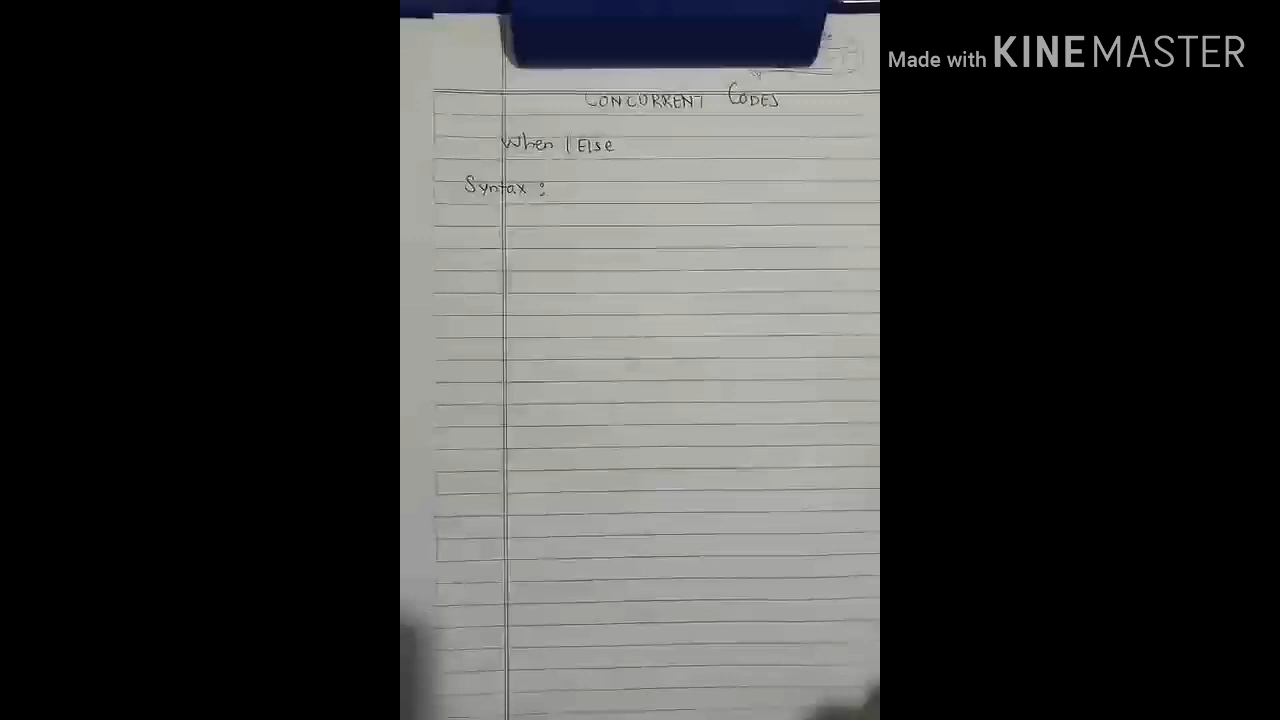 Made with KINEMASTER
CONCURRENT CODES
When | Else
Syntax :